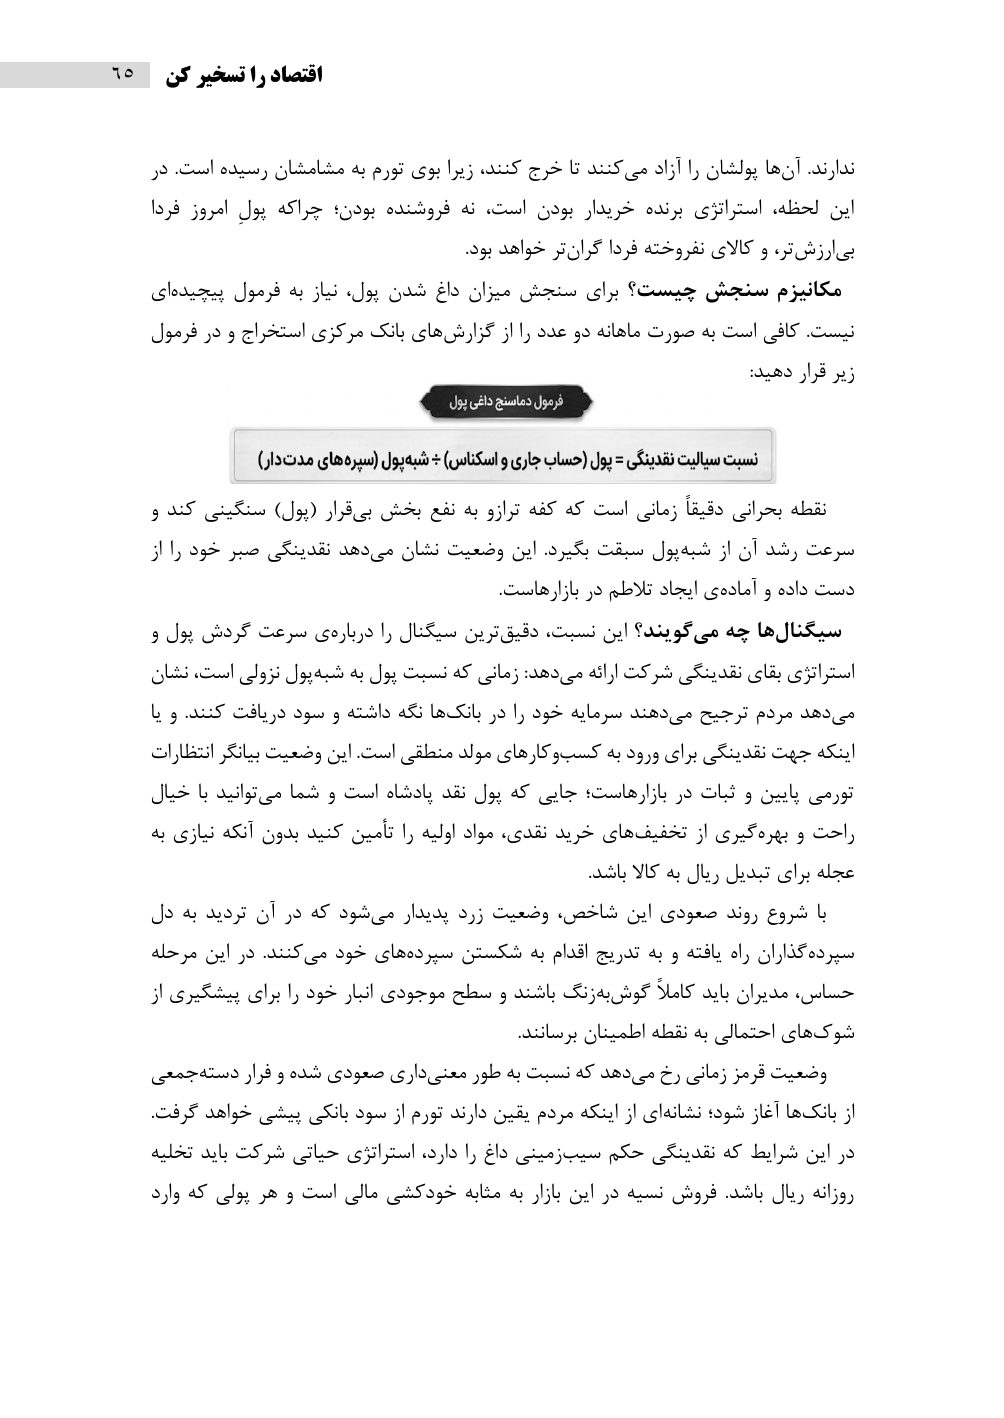 اقتصاد را تسخیر کن ٦٥
ندارند. آن‌ها پولشان را آزاد می‌کنند تا خرج کنند، زیرا بوی تورم به مشامشان رسیده است. در
این لحظه، استراتژی برنده خریدار بودن است، نه فروشنده بودن؛ چراکه پولِ امروز فردا
بی‌ارزش‌تر، و کالای نفروخته فردا گران‌تر خواهد بود.
مکانیزم سنجش چیست؟ برای سنجش میزان داغ شدن پول، نیاز به فرمول پیچیده‌ای
نیست. کافی است به صورت ماهانه دو عدد را از گزارش‌های بانک مرکزی استخراج و در فرمول
زیر قرار دهید:
فرمول دماسنج داغی پول
نسبت سیالیت نقدینگی = پول (حساب جاری و اسکناس) ÷ شبه‌پول (سپره‌های مدت‌دار)
نقطه بحرانی دقیقاً زمانی است که کفه ترازو به نفع بخش بی‌قرار (پول) سنگینی کند و
سرعت رشد آن از شبه‌پول سبقت بگیرد. این وضعیت نشان می‌دهد نقدینگی صبر خود را از
دست داده و آماده‌ی ایجاد تلاطم در بازارهاست.
سیگنال‌ها چه می‌گویند؟ این نسبت، دقیق‌ترین سیگنال را درباره‌ی سرعت گردش پول و
استراتژی بقای نقدینگی شرکت ارائه می‌دهد: زمانی که نسبت پول به شبه‌پول نزولی است، نشان
می‌دهد مردم ترجیح می‌دهند سرمایه خود را در بانک‌ها نگه داشته و سود دریافت کنند. و یا
اینکه جهت نقدینگی برای ورود به کسب‌وکارهای مولد منطقی است. این وضعیت بیانگر انتظارات
تورمی پایین و ثبات در بازارهاست؛ جایی که پول نقد پادشاه است و شما می‌توانید با خیال
راحت و بهره‌گیری از تخفیف‌های خرید نقدی، مواد اولیه را تأمین کنید بدون آنکه نیازی به
عجله برای تبدیل ریال به کالا باشد.
با شروع روند صعودی این شاخص، وضعیت زرد پدیدار می‌شود که در آن تردید به دل
سپرده‌گذاران راه یافته و به تدریج اقدام به شکستن سپرده‌های خود می‌کنند. در این مرحله
حساس، مدیران باید کاملاً گوش‌به‌زنگ باشند و سطح موجودی انبار خود را برای پیشگیری از
شوک‌های احتمالی به نقطه اطمینان برسانند.
وضعیت قرمز زمانی رخ می‌دهد که نسبت به طور معنی‌داری صعودی شده و فرار دسته‌جمعی
از بانک‌ها آغاز شود؛ نشانه‌ای از اینکه مردم یقین دارند تورم از سود بانکی پیشی خواهد گرفت.
در این شرایط که نقدینگی حکم سیب‌زمینی داغ را دارد، استراتژی حیاتی شرکت باید تخلیه
روزانه ریال باشد. فروش نسیه در این بازار به مثابه خودکشی مالی است و هر پولی که وارد